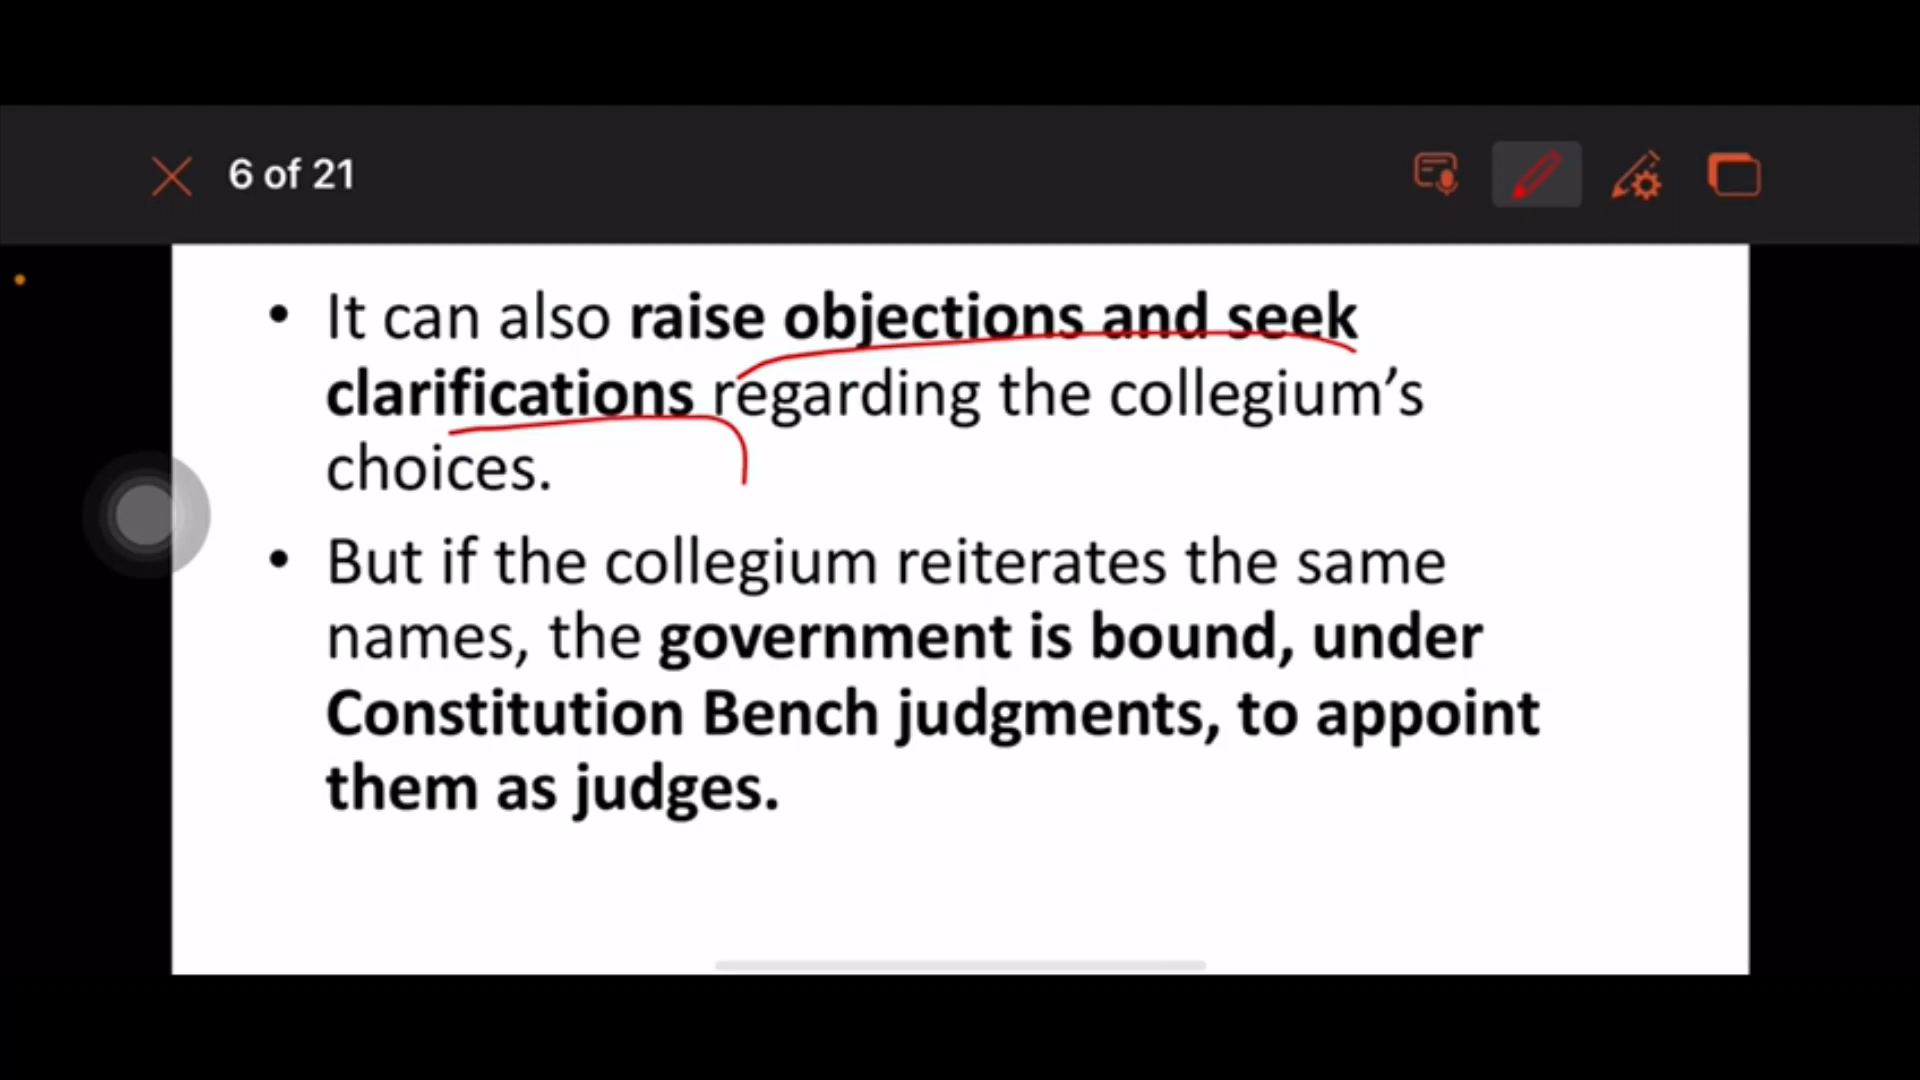 6 of 21
• It can also raise objections and seek
clarifications regarding the collegium’s
choices.
• But if the collegium reiterates the same
names, the government is bound, under
Constitution Bench judgments, to appoint
them as judges.